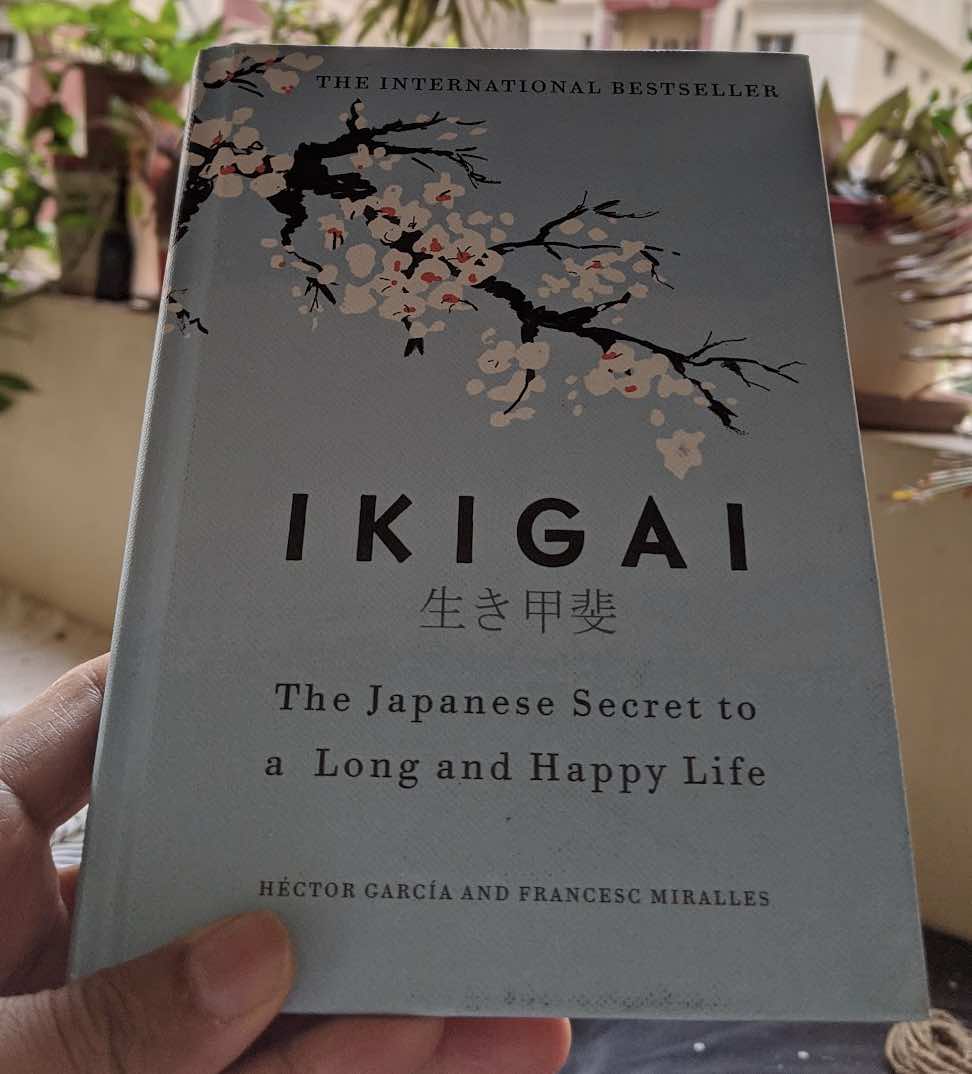 THE INTERNATIONAL BESTSELLER
IKIGAI
生き甲斐
The Japanese Secret to
a Long and Happy Life
HÉCTOR GARCÍA AND FRANCESC MIRALLES